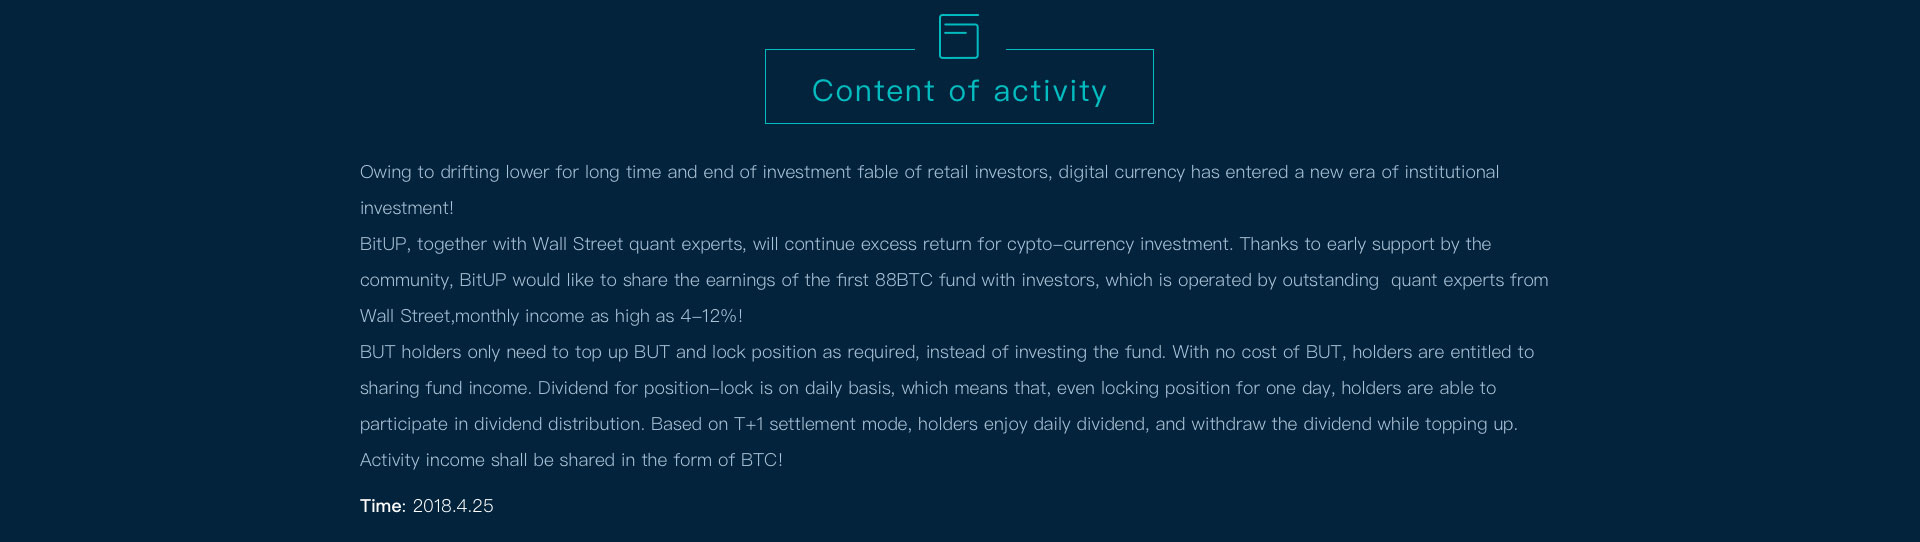 Content of activity
Owing to drifting lower for long time and end of investment fable of retail investors, digital currency has entered a new era of institutional
investment!
BitUP, together with Wall Street quant experts, will continue excess return for cypto-currency investment. Thanks to early support by the
community, BitUP would like to share the earnings of the first 88BTC fund with investors, which is operated by outstanding  quant experts from
Wall Street,monthly income as high as 4-12%!
BUT holders only need to top up BUT and lock position as required, instead of investing the fund. With no cost of BUT, holders are entitled to
sharing fund income. Dividend for position-lock is on daily basis, which means that, even locking position for one day, holders are able to
participate in dividend distribution. Based on T+1 settlement mode, holders enjoy daily dividend, and withdraw the dividend while topping up.
Activity income shall be shared in the form of BTC!
Time: 2018.4.25